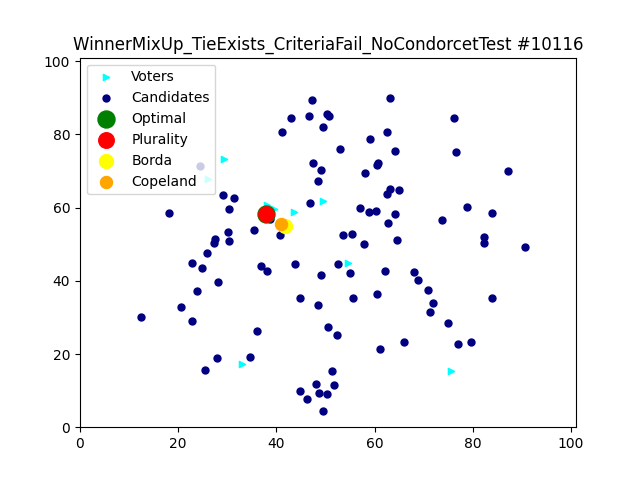 WinnerMixUp_TieExists_CriteriaFail_NoCondorcetTest #10116
Voters
Candidates
Optimal
Plurality
Borda
Copeland
100
80
60
40
20
0
0 20 40 60 80 100